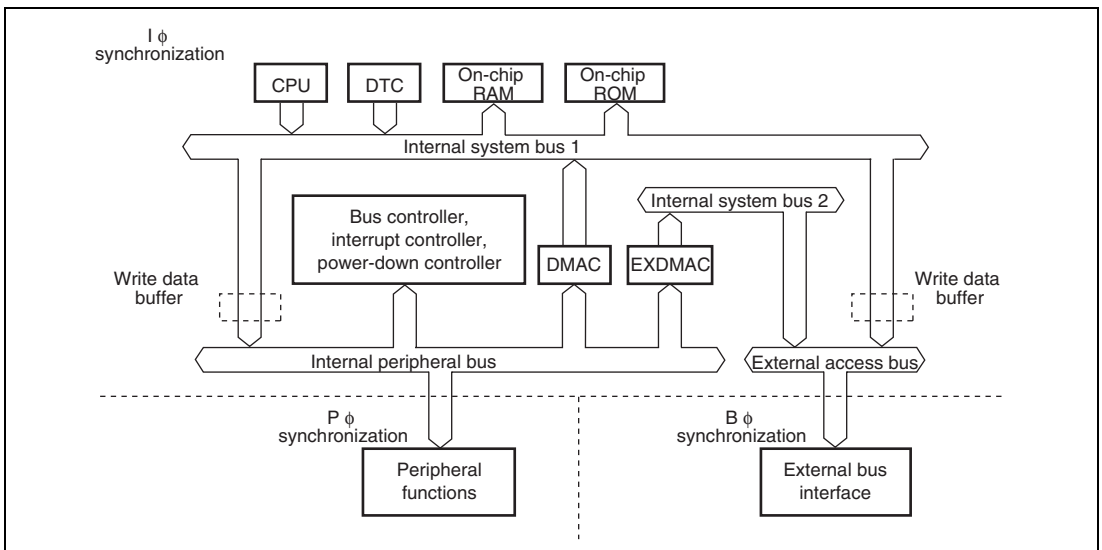 I ϕ
synchronization
CPU
DTC
On-chip
RAM
On-chip
ROM
Internal system bus 1
Internal system bus 2
Bus controller,
interrupt controller,
power-down controller
DMAC
EXDMAC
Write data
buffer
Write data
buffer
Internal peripheral bus
External access bus
P ϕ
synchronization
B ϕ
synchronization
Peripheral
functions
External bus
interface